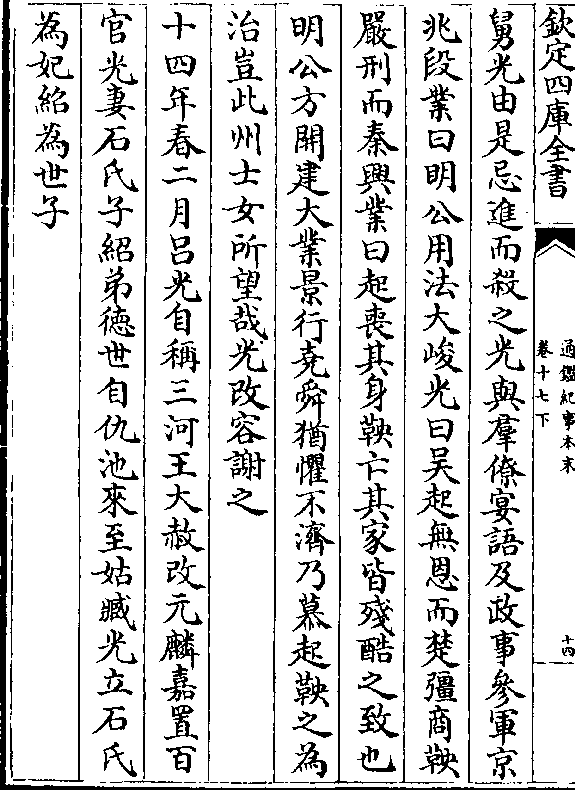 欽定四庫全書
通鑑紀事本末
卷十七下
十四
舅光由是忌進而殺之光與羣僚宴語及政事參軍京
兆段業曰明公用法大峻光曰吴起無恩而楚彊商鞅
嚴刑而秦興業曰起喪其身鞅亡其家皆殘酷之致也
明公方開建大業景行堯舜猶懼不濟乃慕起鞅之為
治豈此州士女所望哉光改容謝之
十四年春二月吕光自稱三河王大赦改元麟嘉置百
官光妻石氏子紹弟徳世自仇池來至姑臧光立石氏
為妃紹為世子